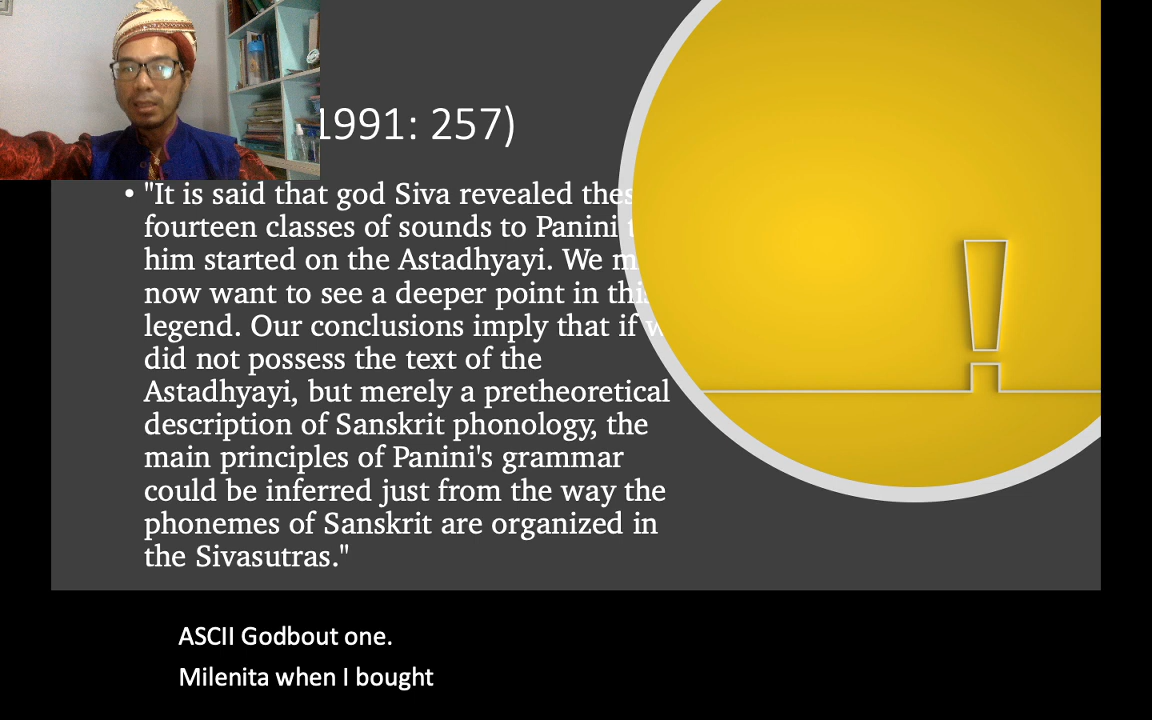 1991: 257)
• "It is said that god Siva revealed thes
fourteen classes of sounds to Panini t
him started on the Astadhyayi. We m
now want to see a deeper point in this
legend. Our conclusions imply that if w
did not possess the text of the
Astadhyayi, but merely a pretheoretical
description of Sanskrit phonology, the
main principles of Panini's grammar
could be inferred just from the way the
phonemes of Sanskrit are organized in
the Sivasutras."
!
ASCII Godbout one.
Milenita when I bought